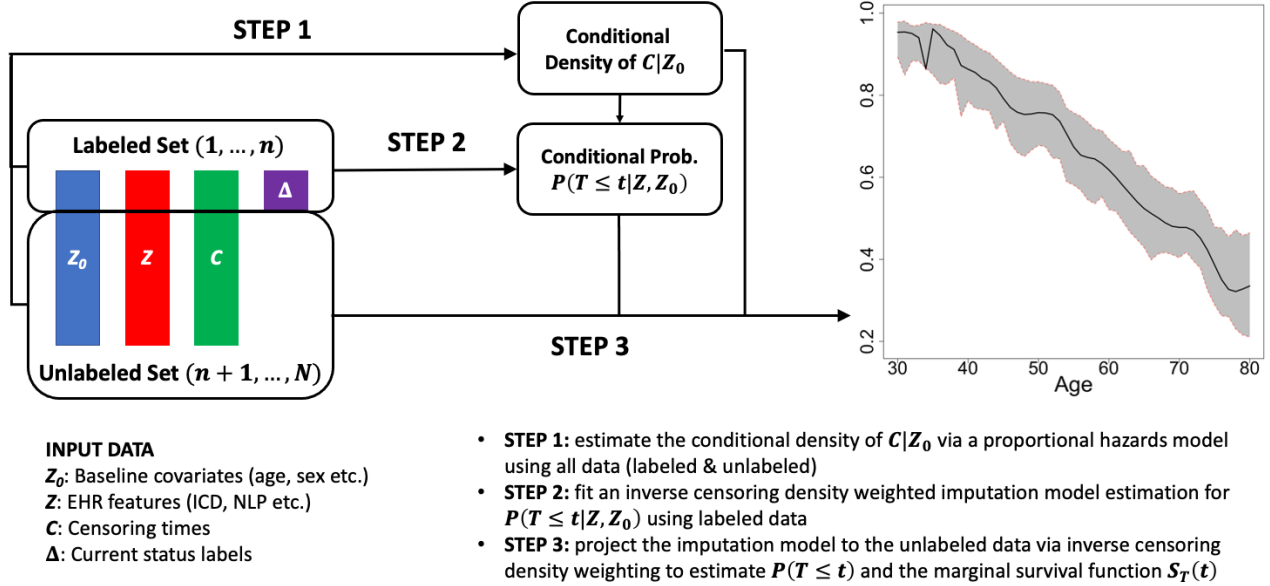 STEP 1
Conditional
Density of C|Z₀
Labeled Set (1, ..., n)
STEP 2
Conditional Prob.
P(T ≤ t|Z, Z₀)
Δ
Z₀
Z
C
STEP 3
Unlabeled Set (n + 1, ..., N)
1.0
0.8
0.6
0.4
0.2
30
40
50
60
70
80
Age
INPUT DATA
Z₀: Baseline covariates (age, sex etc.)
Z: EHR features (ICD, NLP etc.)
C: Censoring times
Δ: Current status labels
• STEP 1: estimate the conditional density of C|Z₀ via a proportional hazards model
using all data (labeled & unlabeled)
• STEP 2: fit an inverse censoring density weighted imputation model estimation for
P(T ≤ t|Z, Z₀) using labeled data
• STEP 3: project the imputation model to the unlabeled data via inverse censoring
density weighting to estimate P(T ≤ t) and the marginal survival function S_T(t)